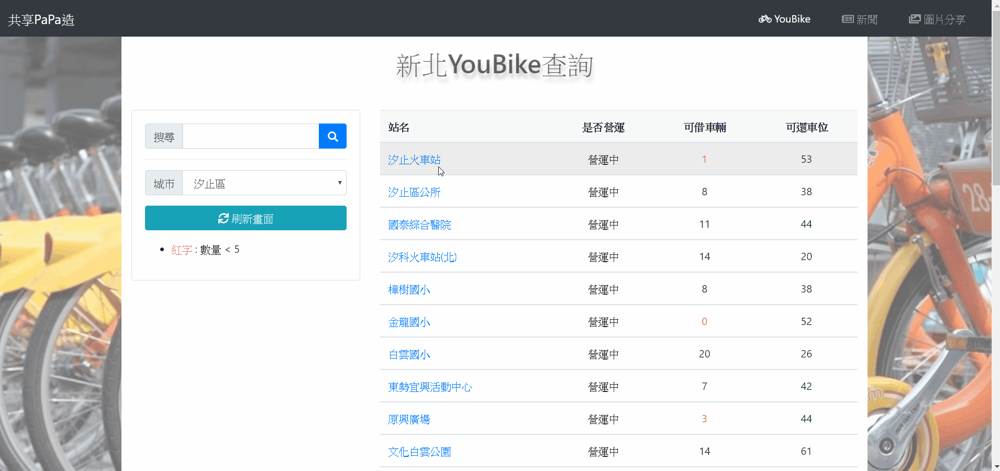 共享PaPa造
YouBike
新聞
圖片分享
新北YouBike查詢
搜尋
城市 汐止區
刷新畫面
紅字 : 數量 < 5
站名 是否營運 可借車輛 可還車位
汐止火車站 營運中 1 53
汐止區公所 營運中 8 38
國泰綜合醫院 營運中 11 44
汐科火車站(北) 營運中 14 20
樟樹國小 營運中 8 38
金龍國小 營運中 0 52
白雲國小 營運中 20 26
東勢宜興活動中心 營運中 7 42
原興廣場 營運中 3 44
文化白雲公園 營運中 14 61